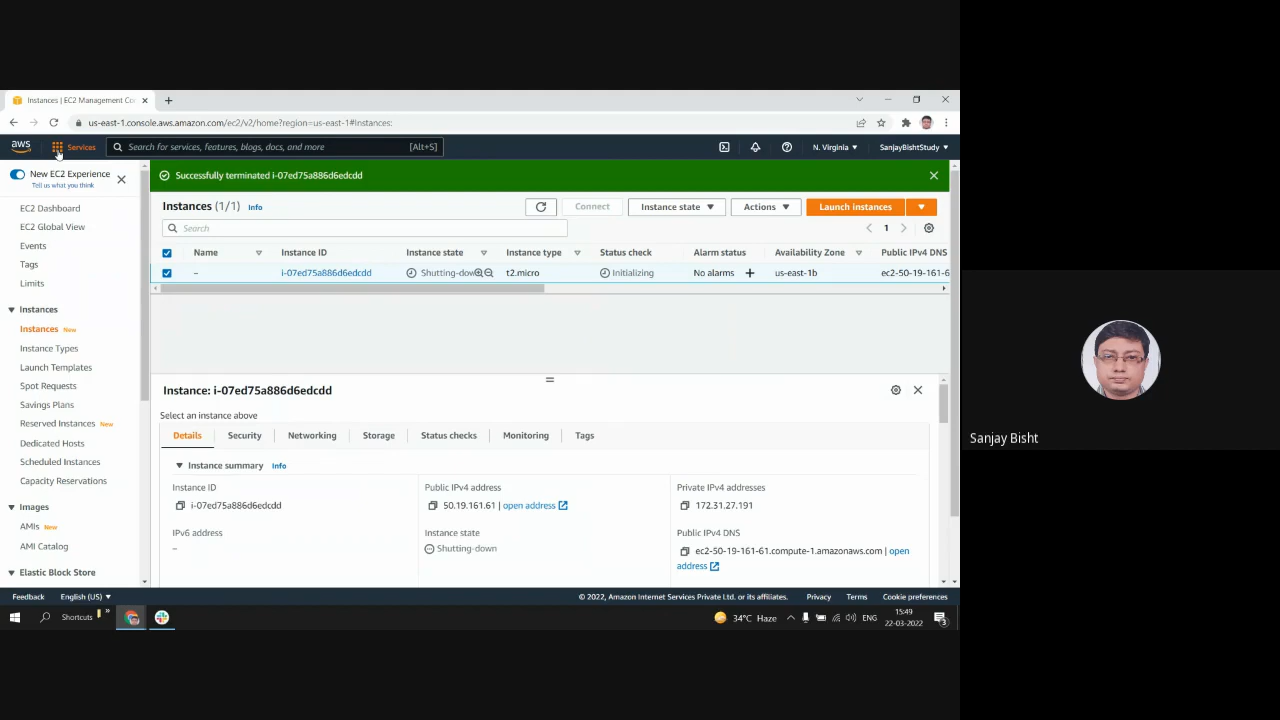 Instances | EC2 Management Co
us-east-1.console.aws.amazon.com/ec2/v2/home?region=us-east-1#Instances:
aws
Services
Search for services, features, blogs, docs, and more
[Alt+S]
N. Virginia
SanjayBishtStudy
New EC2 Experience
Tell us what you think
EC2 Dashboard
EC2 Global View
Events
Tags
Limits
Instances
Instances New
Instance Types
Launch Templates
Spot Requests
Savings Plans
Reserved Instances New
Dedicated Hosts
Scheduled Instances
Capacity Reservations
Images
AMIs New
AMI Catalog
Elastic Block Store
Successfully terminated i-07ed75a886d6edcdd
Instances (1/1) Info
Connect
Instance state
Actions
Launch instances
Search
1
Name Instance ID Instance state Instance type Status check Alarm status Availability Zone Public IPv4 DNS
– i-07ed75a886d6edcdd Shutting-dow t2.micro Initializing No alarms + us-east-1b ec2-50-19-161-6
Instance: i-07ed75a886d6edcdd
Select an instance above
Details Security Networking Storage Status checks Monitoring Tags
Instance summary Info
Instance ID
i-07ed75a886d6edcdd
IPv6 address
–
Public IPv4 address
50.19.161.61 | open address
Instance state
Shutting-down
Private IPv4 addresses
172.31.27.191
Public IPv4 DNS
ec2-50-19-161-61.compute-1.amazonaws.com | open
address
Feedback English (US)
© 2022, Amazon Internet Services Private Ltd. or its affiliates. Privacy Terms Cookie preferences
Shortcuts »
34°C Haze
ENG
15:49
22-03-2022
3
Sanjay Bisht